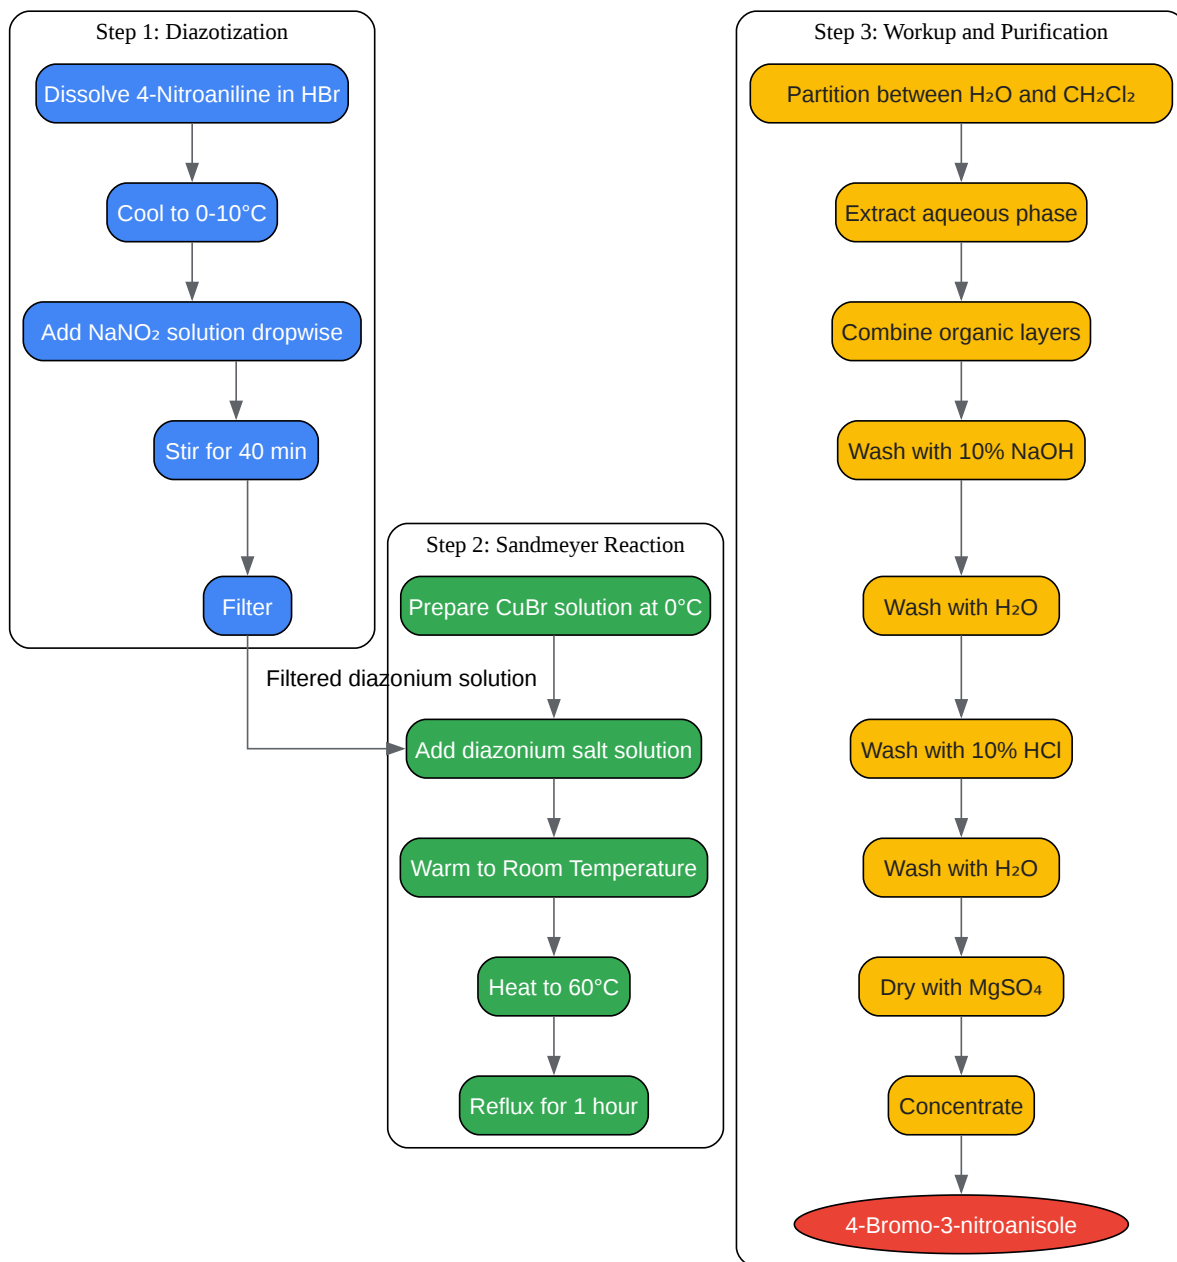 Step 1: Diazotization
Dissolve 4-Nitroaniline in HBr
Cool to 0-10°C
Add NaNO₂ solution dropwise
Stir for 40 min
Filter
Filtered diazonium solution
Step 2: Sandmeyer Reaction
Prepare CuBr solution at 0°C
Add diazonium salt solution
Warm to Room Temperature
Heat to 60°C
Reflux for 1 hour
Step 3: Workup and Purification
Partition between H₂O and CH₂Cl₂
Extract aqueous phase
Combine organic layers
Wash with 10% NaOH
Wash with H₂O
Wash with 10% HCl
Wash with H₂O
Dry with MgSO₄
Concentrate
4-Bromo-3-nitroanisole